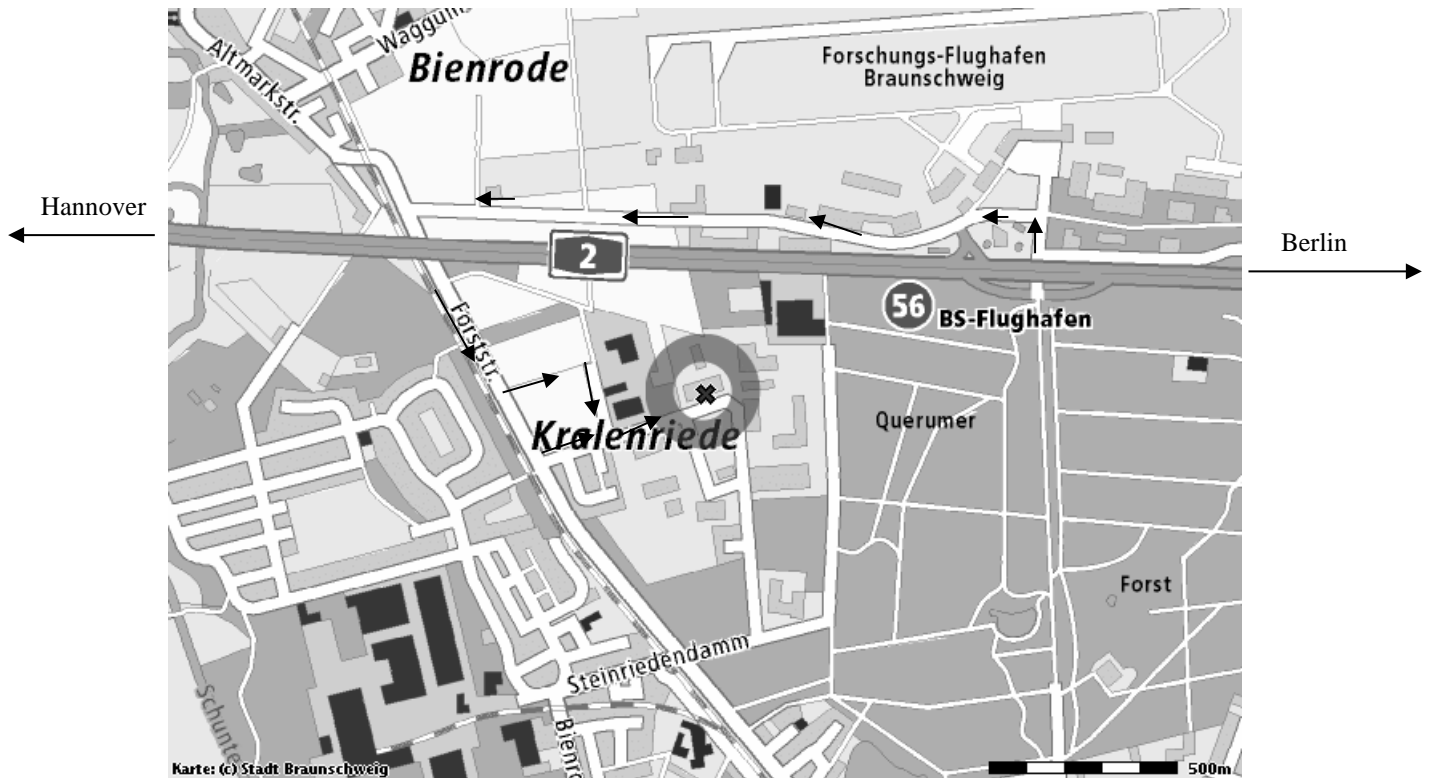 Waggum
Altmarkstr.
Bienrode
Forschungs-Flughafen
Braunschweig
Hannover
Berlin
2
56
BS-Flughafen
Forststr.
Kralenriede
Querumer
Forst
Steinriedendamm
Schunte
Bienro
Karte: (c) Stadt Braunschweig
500m